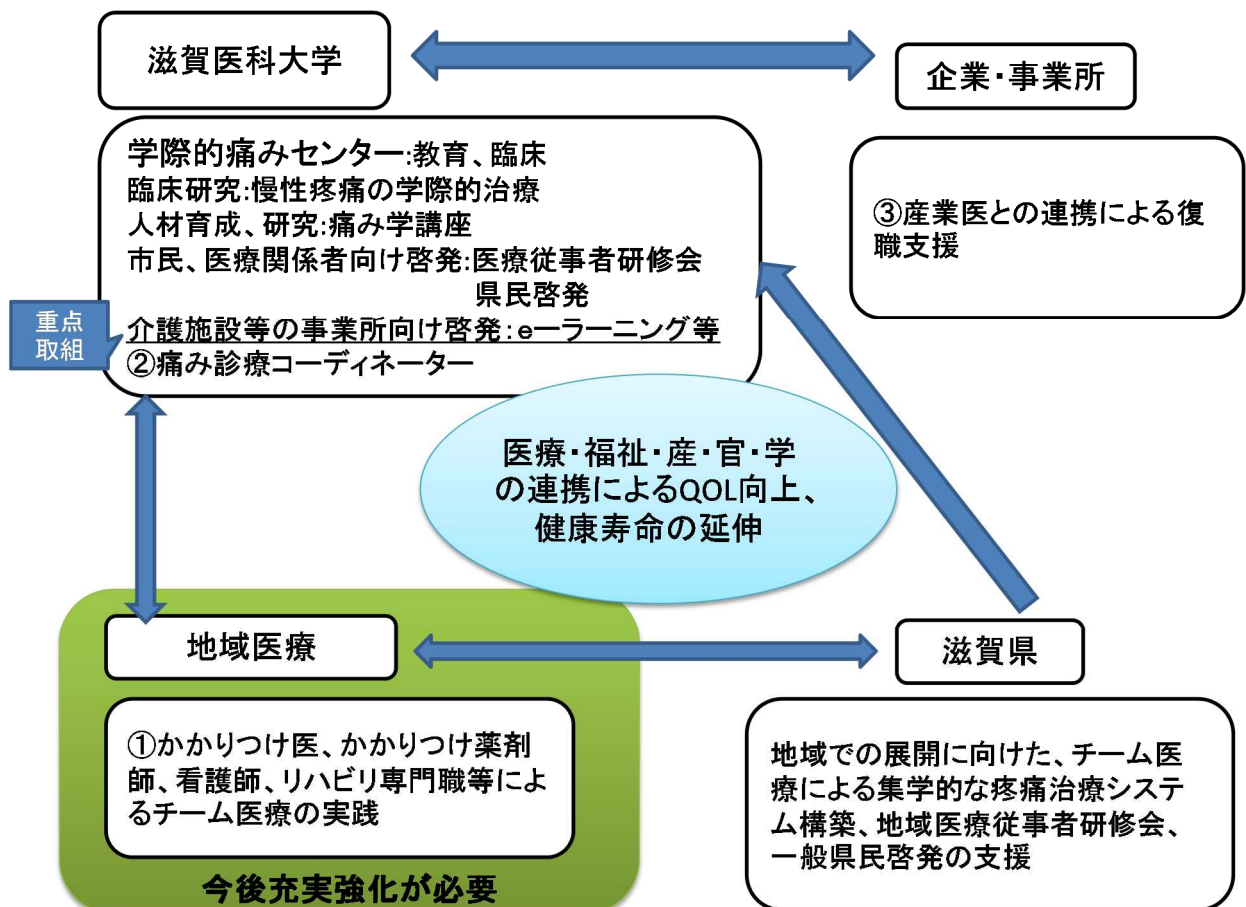 滋賀医科大学
企業・事業所
学際的痛みセンター:教育、臨床
臨床研究:慢性疼痛の学際的治療
人材育成、研究:痛み学講座
市民、医療関係者向け啓発:医療従事者研修会
県民啓発
介護施設等の事業所向け啓発:eーラーニング等
②痛み診療コーディネーター
重点
取組
③産業医との連携による復
職支援
医療・福祉・産・官・学
の連携によるQOL向上、
健康寿命の延伸
地域医療
①かかりつけ医、かかりつけ薬剤
師、看護師、リハビリ専門職等によ
るチーム医療の実践
今後充実強化が必要
滋賀県
地域での展開に向けた、チーム医
療による集学的な疼痛治療システ
ム構築、地域医療従事者研修会、
一般県民啓発の支援